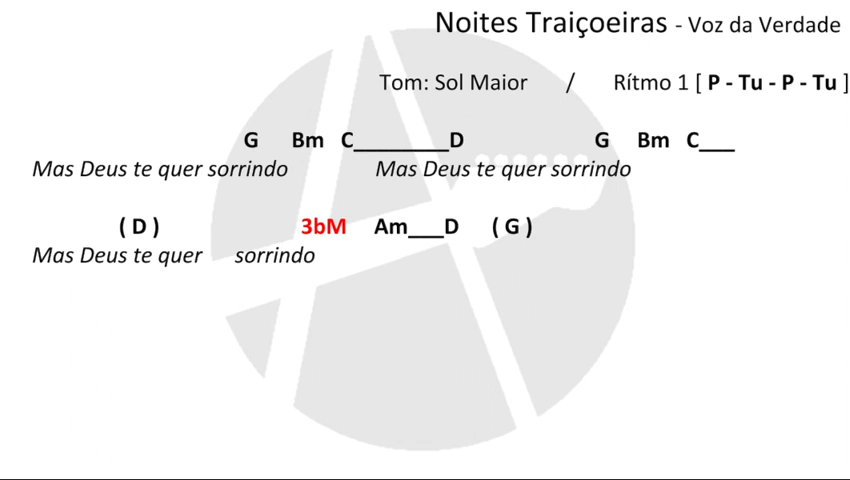 Noites Traiçoeiras - Voz da Verdade
Tom: Sol Maior / Rítmo 1 [ P - Tu - P - Tu ]
G Bm C________D G Bm C___
Mas Deus te quer sorrindo Mas Deus te quer sorrindo
( D ) 3bM Am___D ( G )
Mas Deus te quer sorrindo